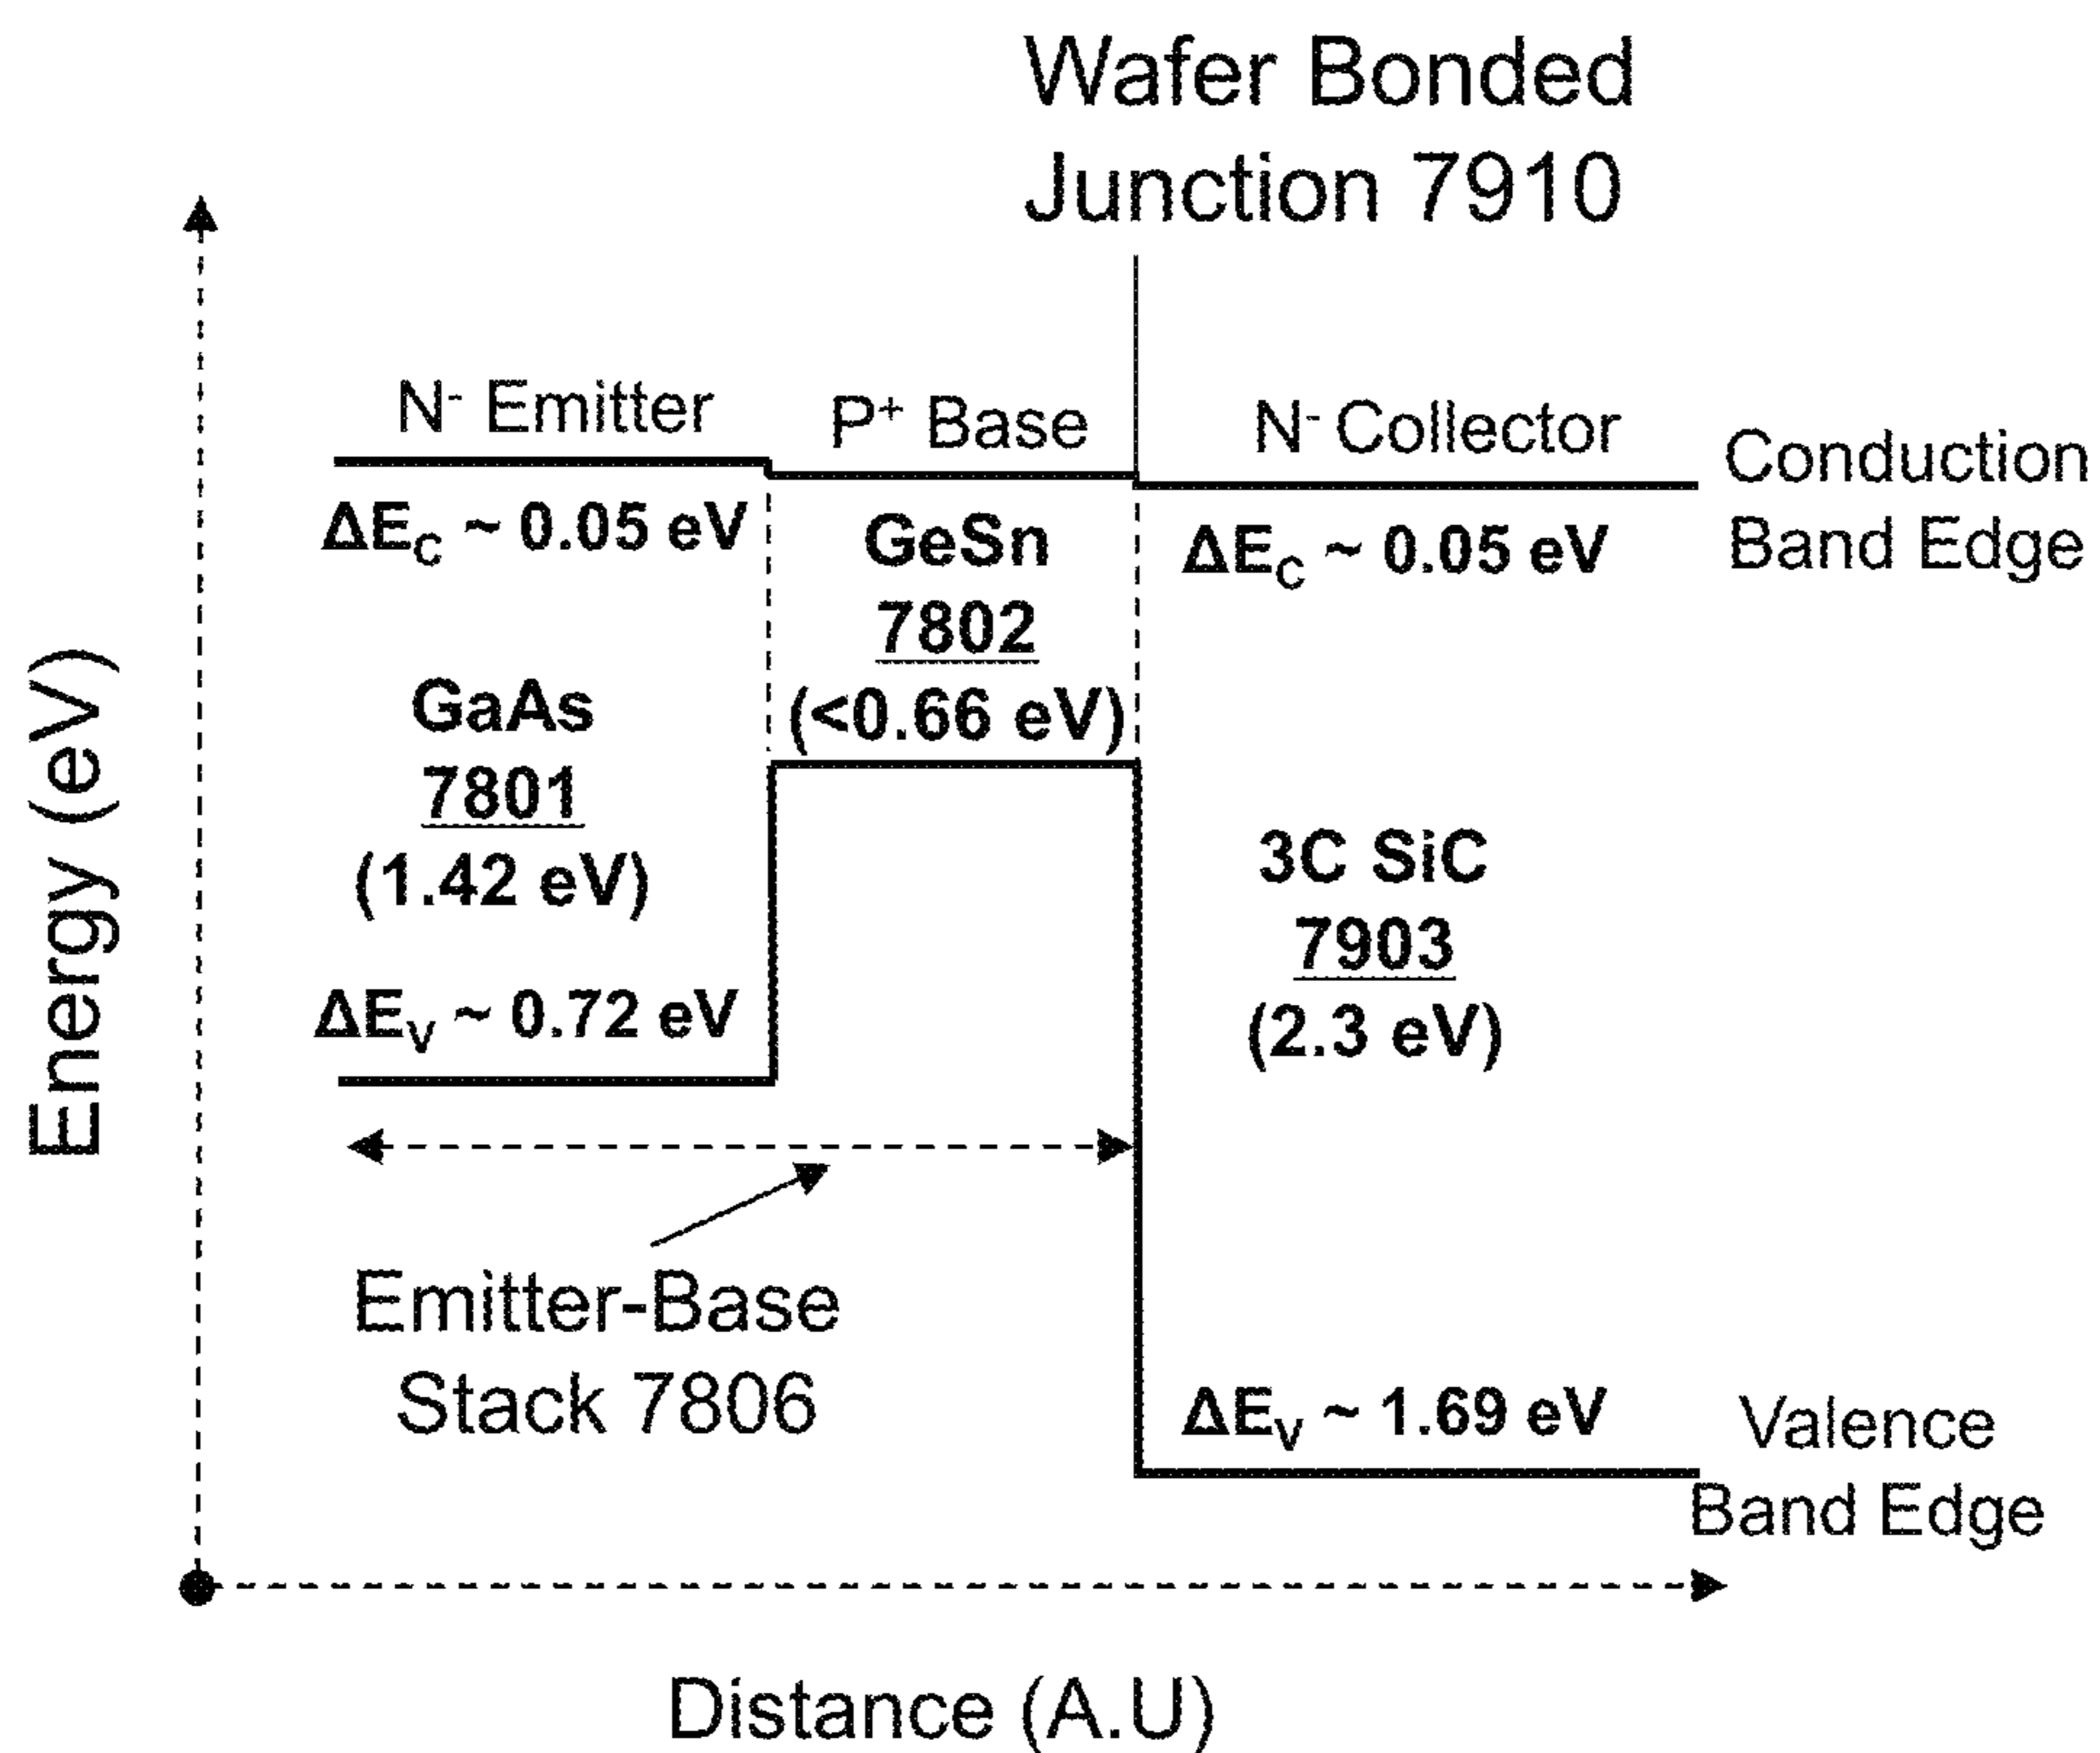 Wafer Bonded
Junction 7910
N- Emitter
P+ Base
N- Collector
Conduction
Band Edge
ΔEC ~ 0.05 eV
GeSn
7802
(<0.66 eV)
ΔEC ~ 0.05 eV
GaAs
7801
(1.42 eV)
3C SiC
7903
(2.3 eV)
ΔEV ~ 0.72 eV
Energy (eV)
Emitter-Base
Stack 7806
ΔEV ~ 1.69 eV
Valence
Band Edge
Distance (A.U)